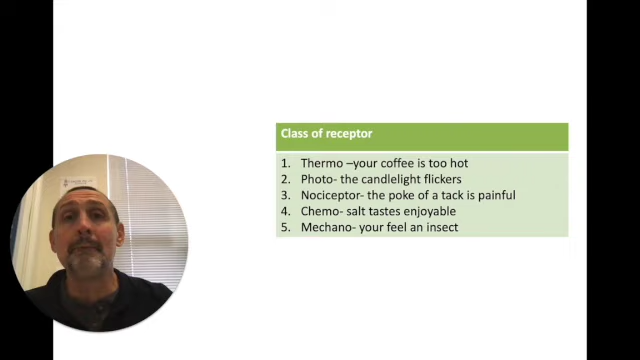 Class of receptor
1. Thermo –your coffee is too hot
2. Photo- the candlelight flickers
3. Nociceptor- the poke of a tack is painful
4. Chemo- salt tastes enjoyable
5. Mechano- your feel an insect